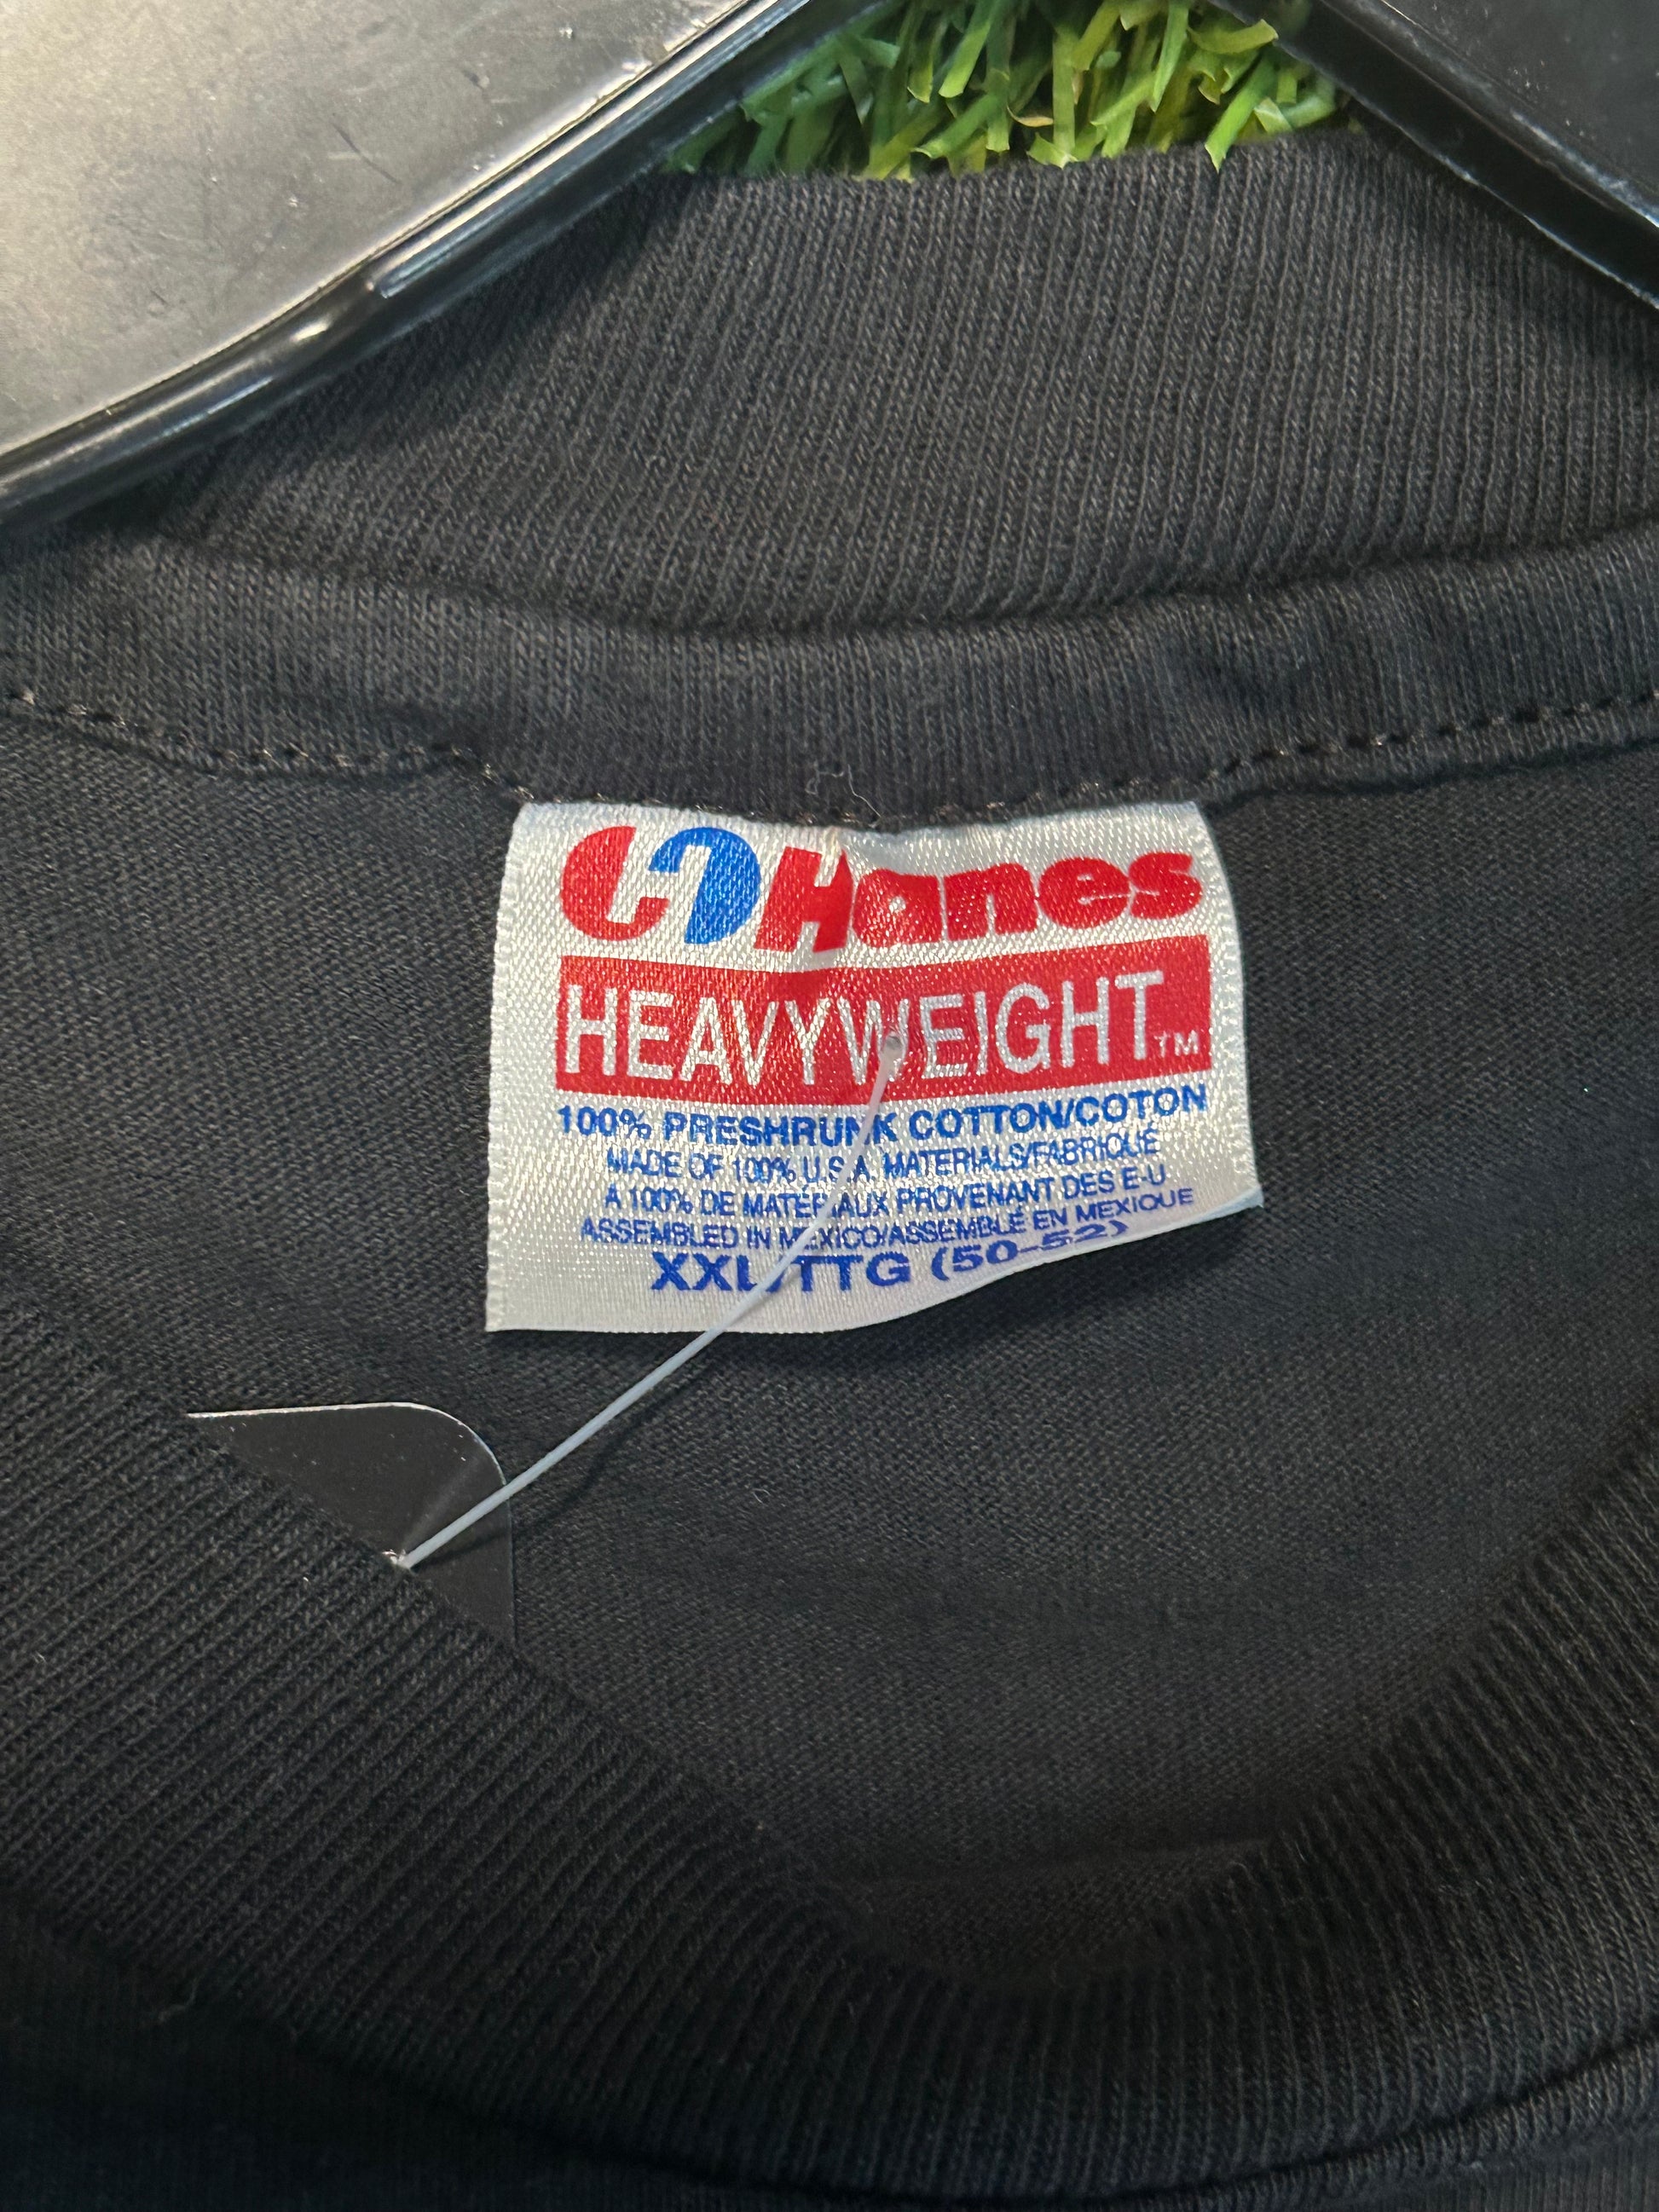 Hanes
HEAVYWEIGHT™
100% PRESHRUNK COTTON/COTON
MADE OF 100% U.S.A. MATERIALS/FABRIQUÉ
A 100% DE MATÉRIAUX PROVENANT DES E-U
ASSEMBLED IN MEXICO/ASSEMBLÉ EN MEXIQUE
XXL/TTG (50-52)